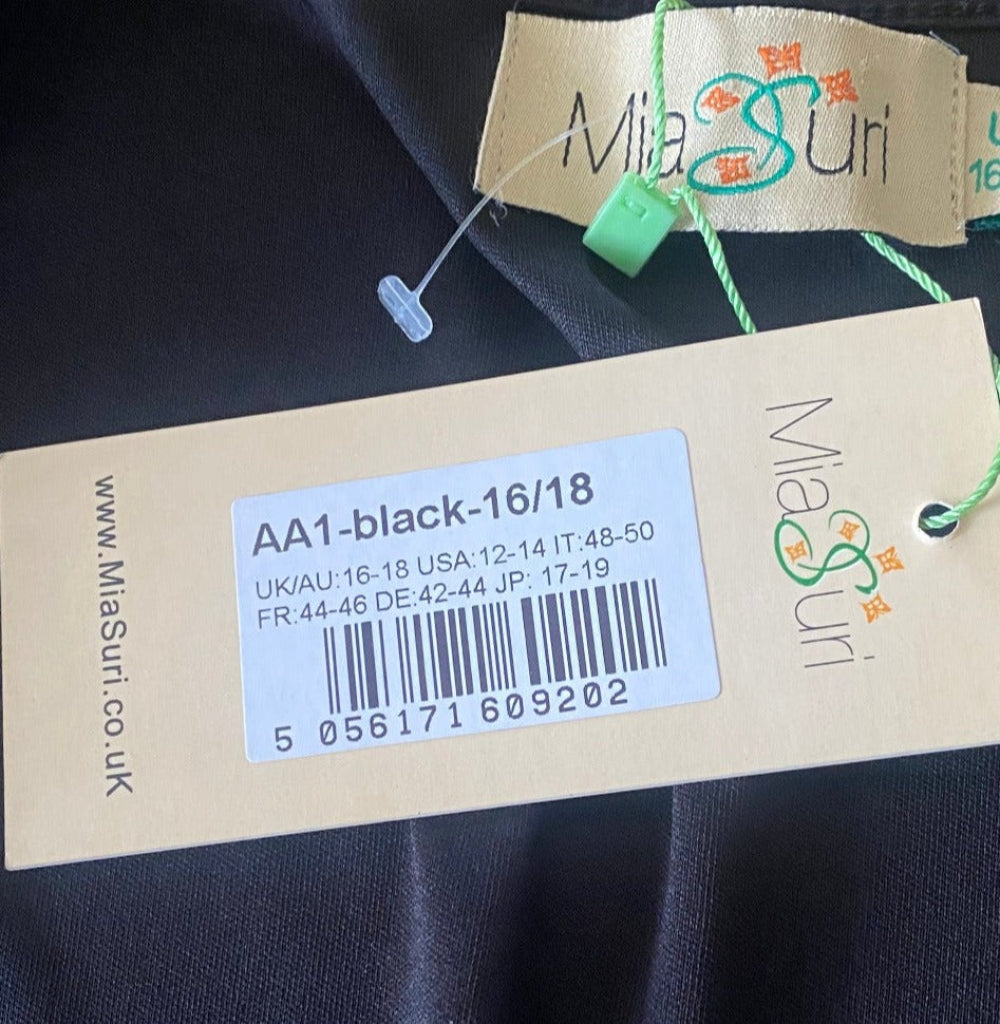 MiaSuri
16
www.MiaSuri.co.uk
AA1-black-16/18
UK/AU:16-18 USA:12-14 IT:48-50
FR:44-46 DE:42-44 JP: 17-19
5 056171 609202
MiaSuri